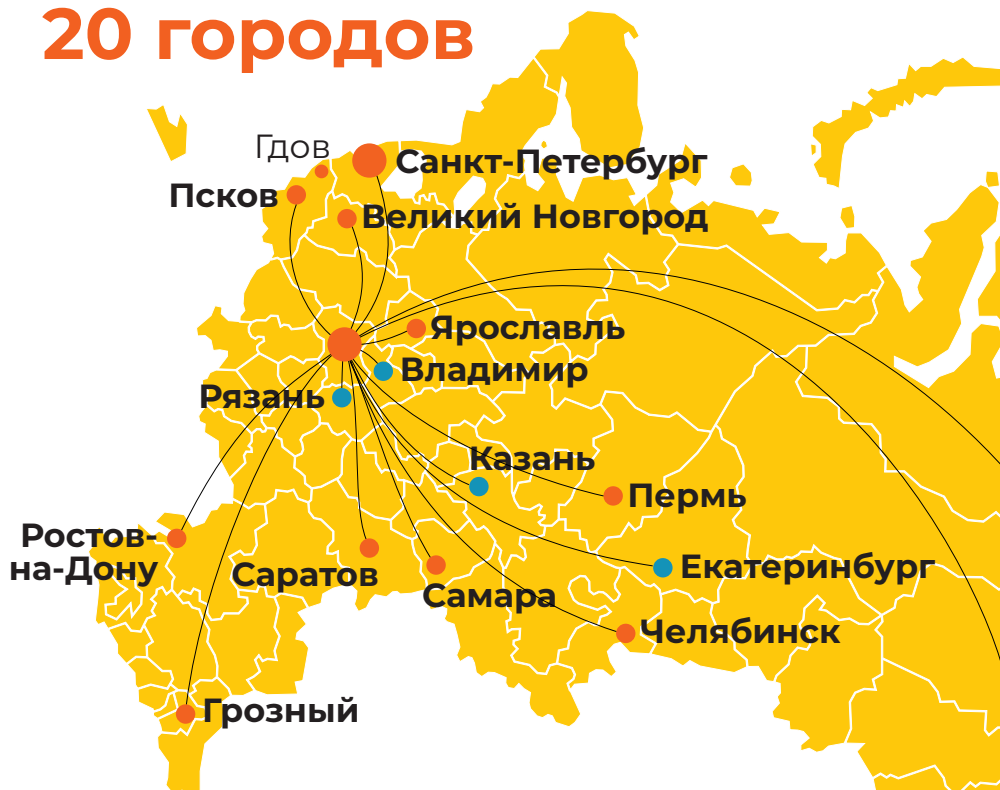 20 городов
Гдов
Санкт-Петербург
Псков
Великий Новгород
Ярославль
Владимир
Рязань
Казань
Пермь
Ростов-
на-Дону
Саратов
Екатеринбург
Самара
Челябинск
Грозный